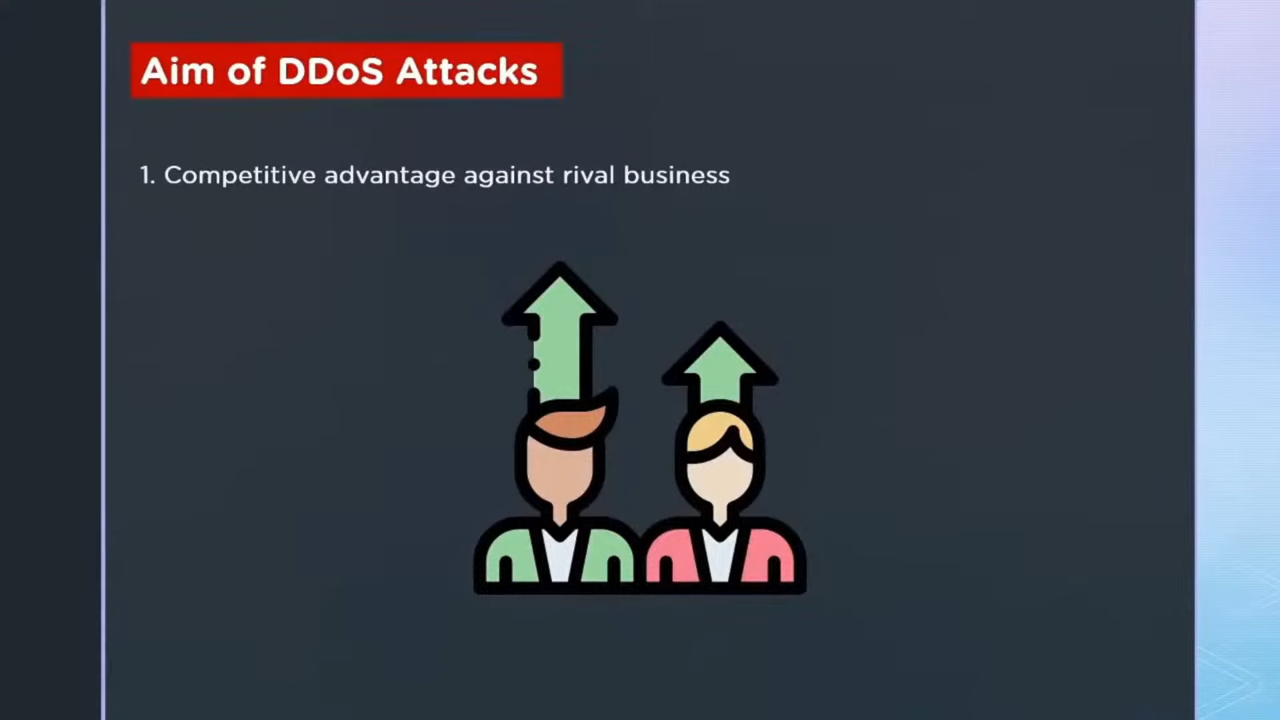 Aim of DDoS Attacks
1. Competitive advantage against rival business